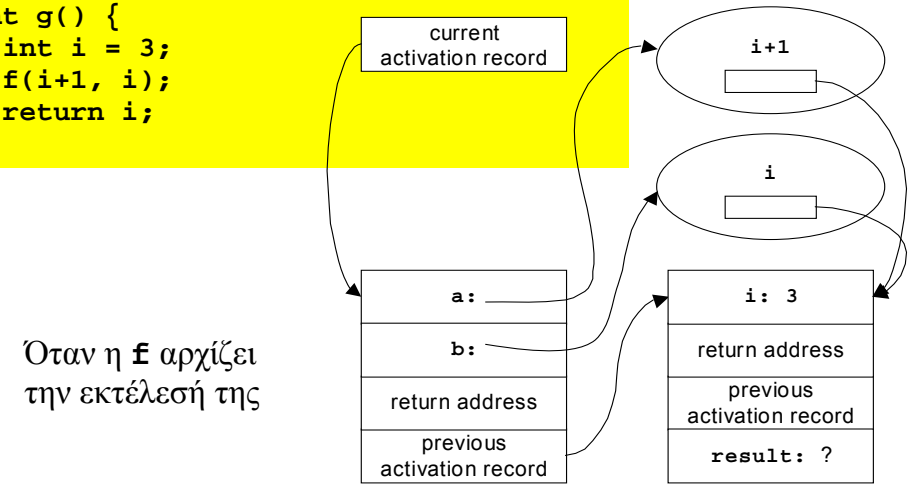 t g() {
int i = 3;
f(i+1, i);
return i;
current
activation record
i+1
i
a:
b:
return address
previous
activation record
i: 3
return address
previous
activation record
result: ?
Όταν η f αρχίζει
την εκτέλεσή της